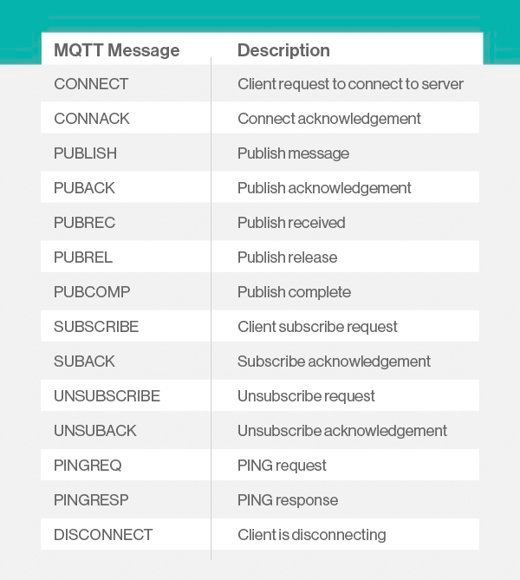 MQTT Message Description
CONNECT Client request to connect to server
CONNACK Connect acknowledgement
PUBLISH Publish message
PUBACK Publish acknowledgement
PUBREC Publish received
PUBREL Publish release
PUBCOMP Publish complete
SUBSCRIBE Client subscribe request
SUBACK Subscribe acknowledgement
UNSUBSCRIBE Unsubscribe request
UNSUBACK Unsubscribe acknowledgement
PINGREQ PING request
PINGRESP PING response
DISCONNECT Client is disconnecting